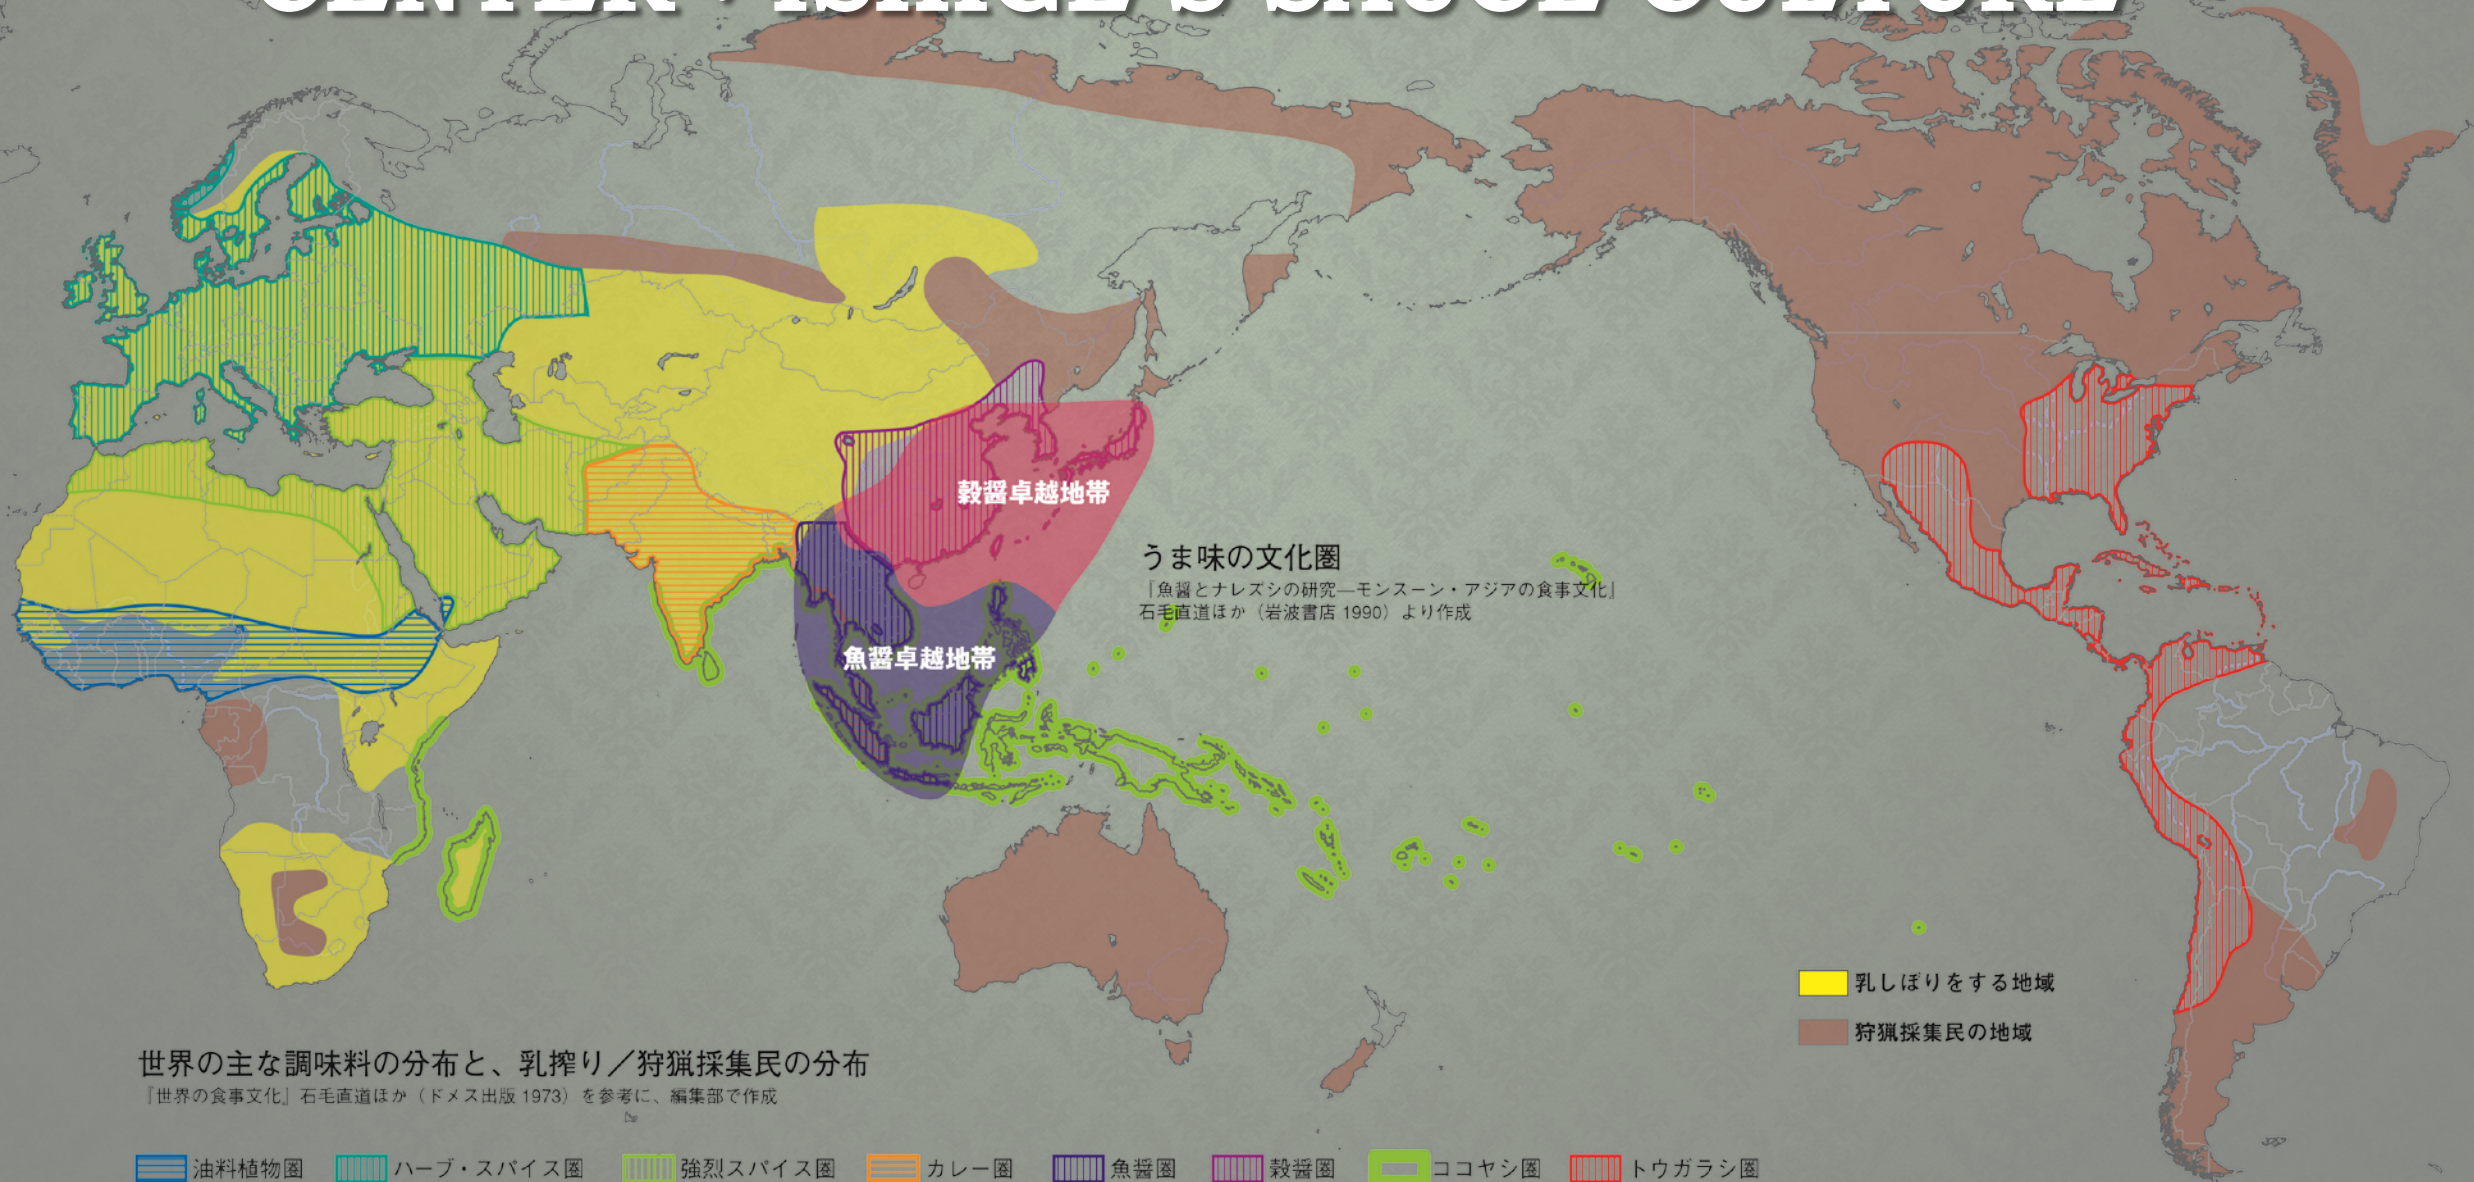 CENTER・ISHIGE'S SAUCE CULTURE
穀醤卓越地帯
うま味の文化圏
『魚醤とナレズシの研究―モンスーン・アジアの食事文化』
石毛直道ほか（岩波書店 1990）より作成
魚醤卓越地帯
乳しぼりをする地域
狩猟採集民の地域
世界の主な調味料の分布と、乳搾り／狩猟採集民の分布
『世界の食事文化』石毛直道ほか（ドメス出版 1973）を参考に、編集部で作成
油料植物圏 ハーブ・スパイス圏 強烈スパイス圏 カレー圏 魚醤圏 穀醤圏 ココヤシ圏 トウガラシ圏